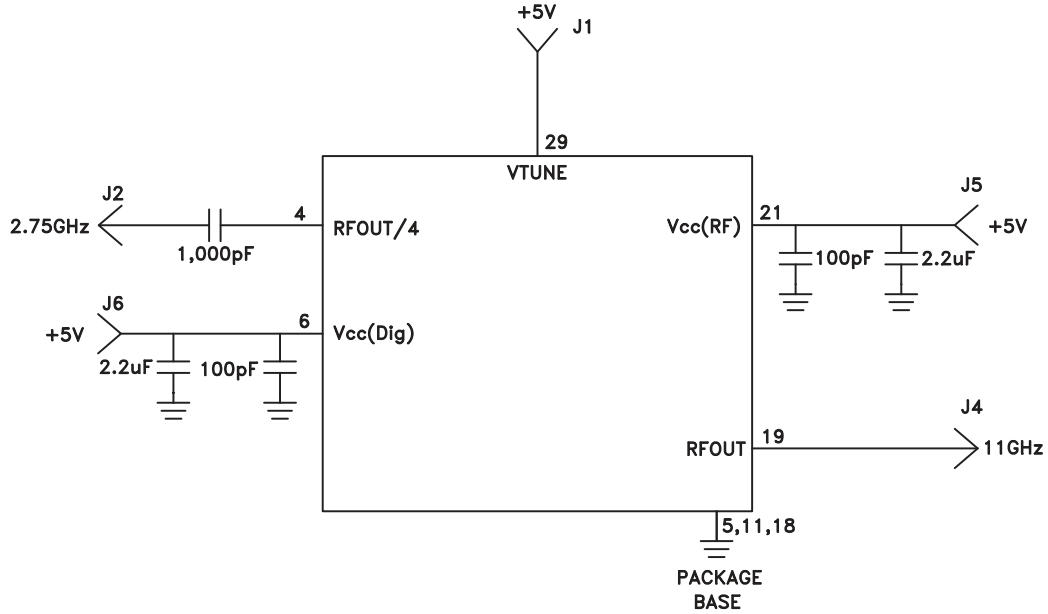 +5V
J1
29
VTUNE
J2
2.75GHz
1,000pF
4
RFOUT/4
J6
+5V
2.2uF
100pF
6
Vcc(Dig)
Vcc(RF)
21
J5
+5V
100pF
2.2uF
RFOUT
19
J4
11GHz
5,11,18
PACKAGE
BASE